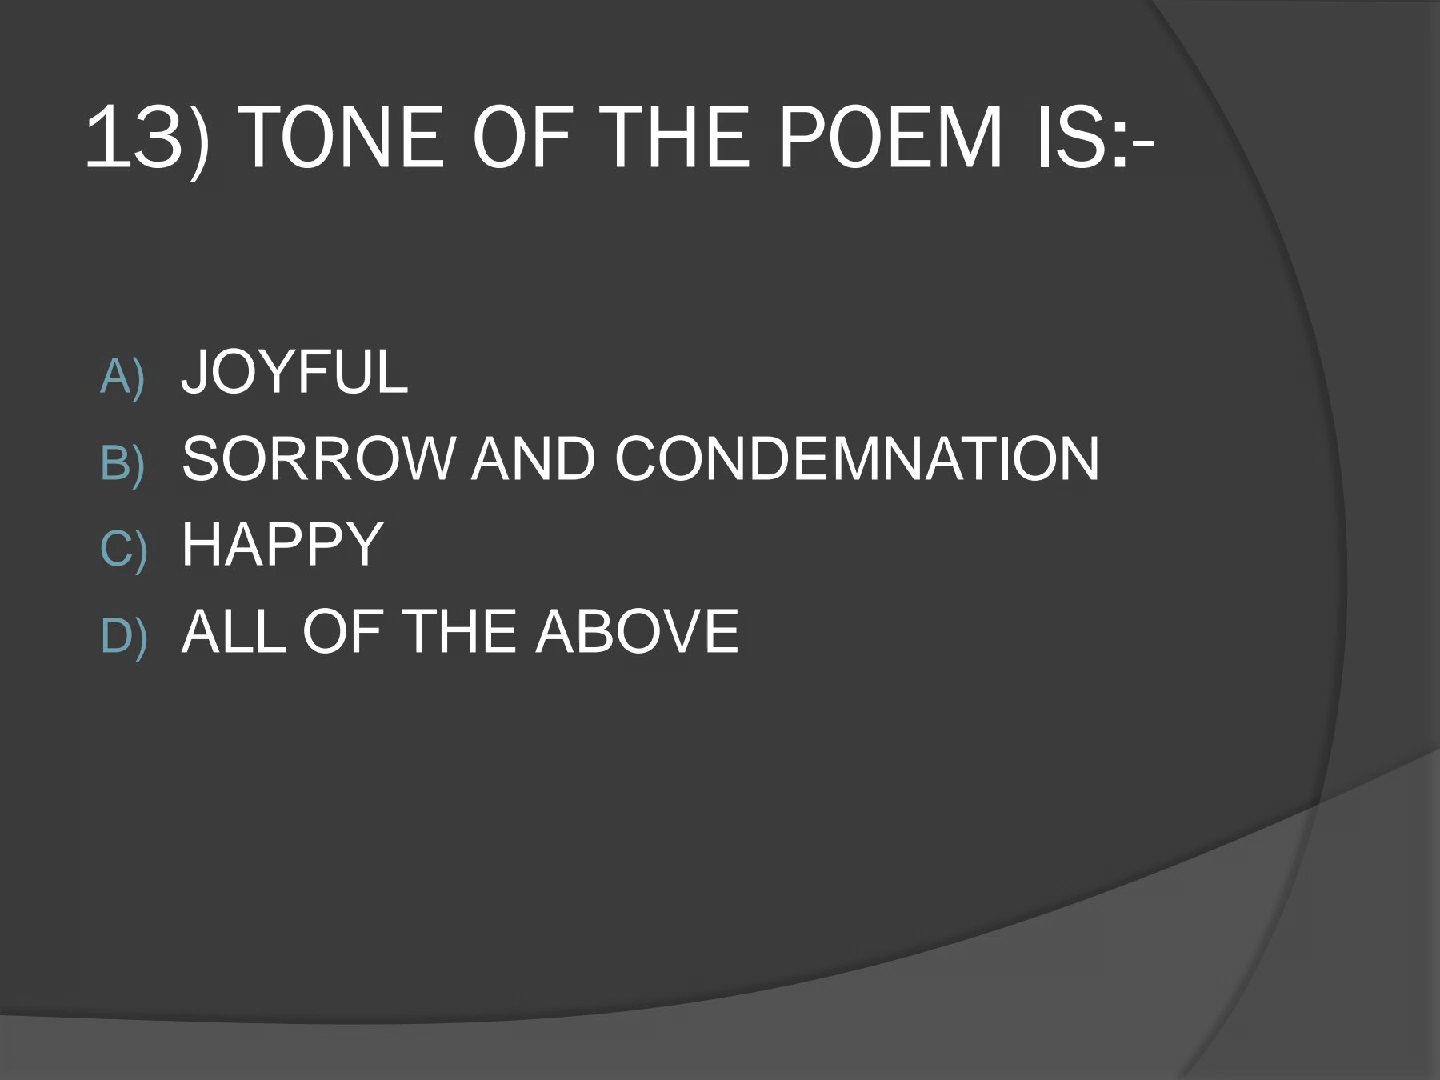 13) TONE OF THE POEM IS:-
A) JOYFUL
B) SORROW AND CONDEMNATION
C) HAPPY
D) ALL OF THE ABOVE